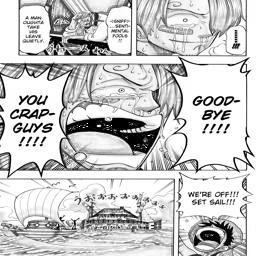 !!!!
<SNIFF>
SENTI-
MENTAL
FOOLS
!!
A MAN
OUGHTA
TAKE
HIS
LEAVE
QUIETLY.
GOOD-
BYE
!!!!
YOU
CRAP-
GUYS
!!!!
WE'RE OFF!!!
SET SAIL!!!